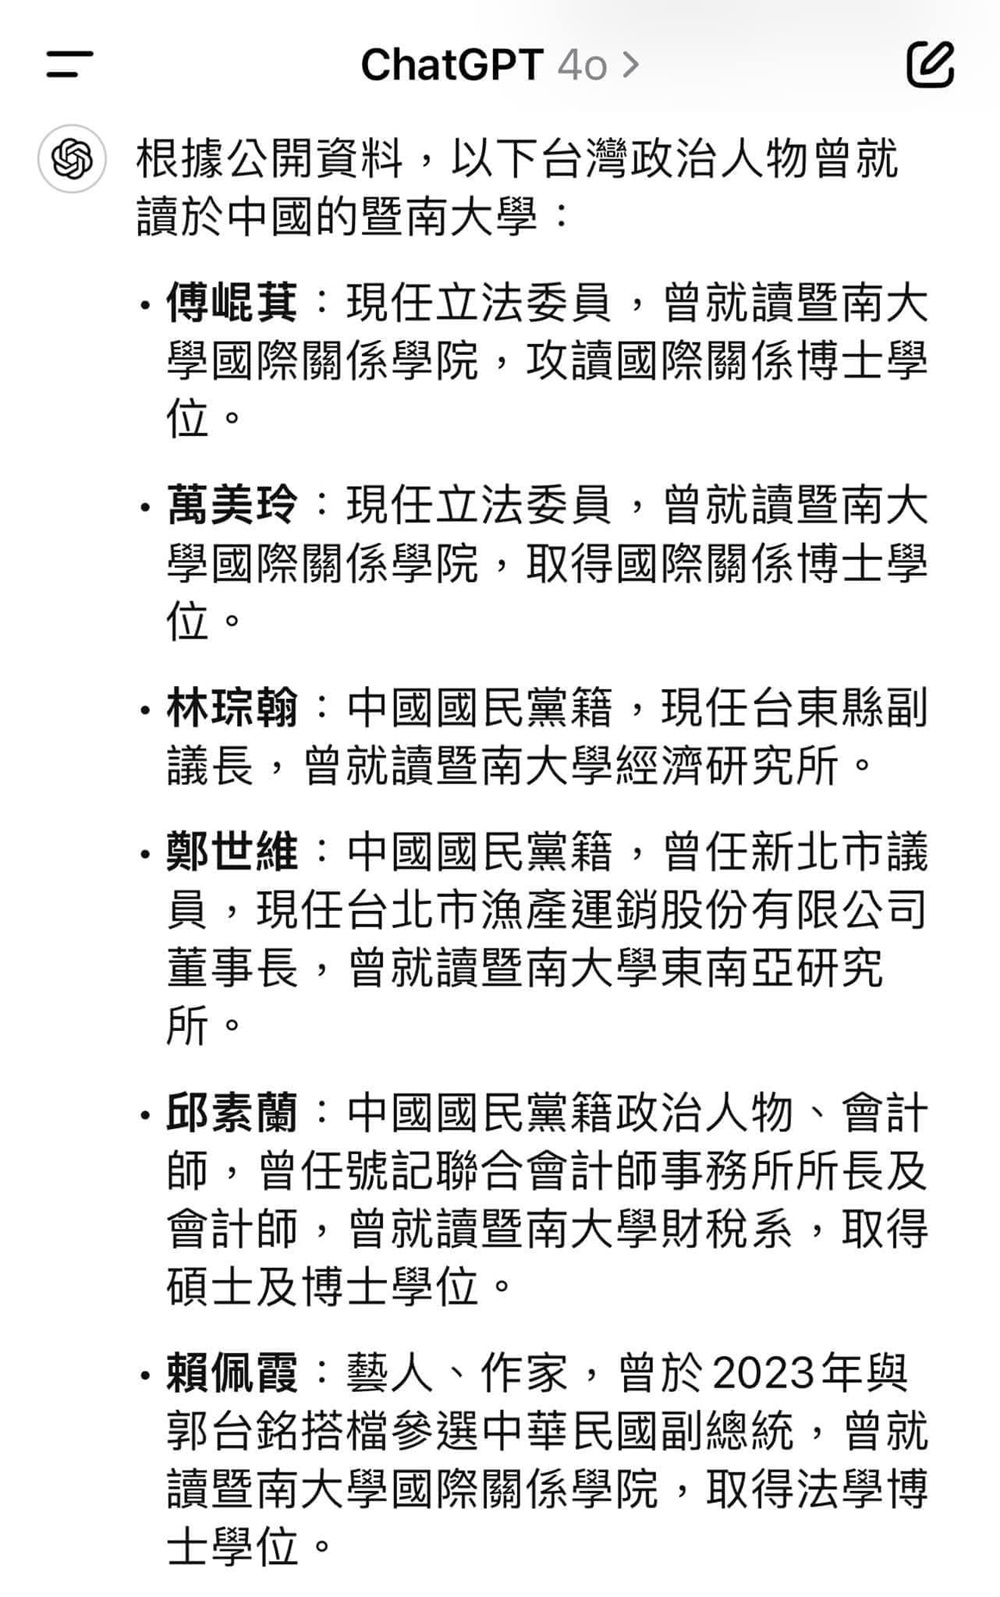 ChatGPT 4o >
根據公開資料，以下台灣政治人物曾就
讀於中國的暨南大學：
• 傅崐萁：現任立法委員，曾就讀暨南大
學國際關係學院，攻讀國際關係博士學
位。
• 萬美玲：現任立法委員，曾就讀暨南大
學國際關係學院，取得國際關係博士學
位。
• 林琮翰：中國國民黨籍，現任台東縣副
議長，曾就讀暨南大學經濟研究所。
• 鄭世維：中國國民黨籍，曾任新北市議
員，現任台北市漁產運銷股份有限公司
董事長，曾就讀暨南大學東南亞研究
所。
• 邱素蘭：中國國民黨籍政治人物、會計
師，曾任號記聯合會計師事務所所長及
會計師，曾就讀暨南大學財稅系，取得
碩士及博士學位。
• 賴佩霞：藝人、作家，曾於2023年與
郭台銘搭檔參選中華民國副總統，曾就
讀暨南大學國際關係學院，取得法學博
士學位。